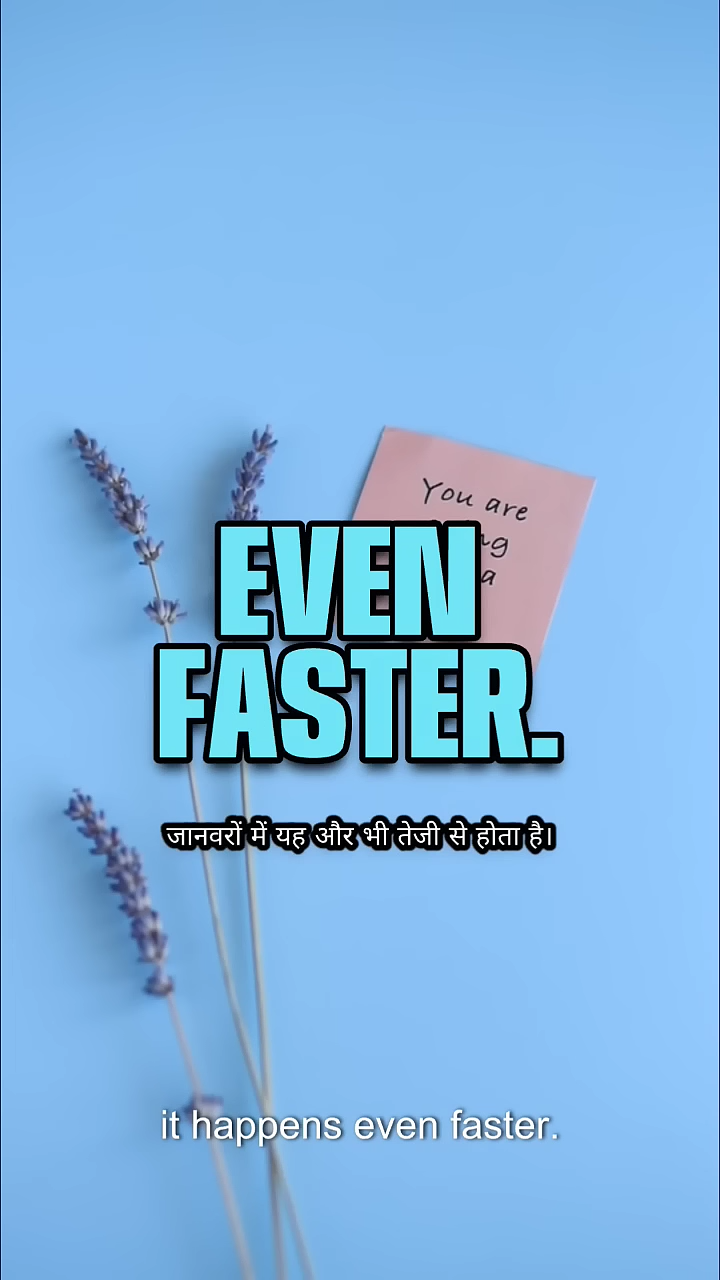 You are
a
EVEN
FASTER.
जानवरों में यह और भी तेजी से होता है।
it happens even faster.